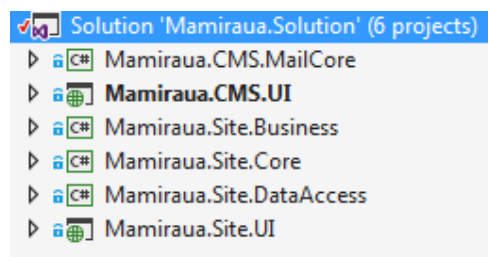 Solution 'Mamiraua.Solution' (6 projects)
C# Mamiraua.CMS.MailCore
Mamiraua.CMS.UI
C# Mamiraua.Site.Business
C# Mamiraua.Site.Core
C# Mamiraua.Site.DataAccess
Mamiraua.Site.UI